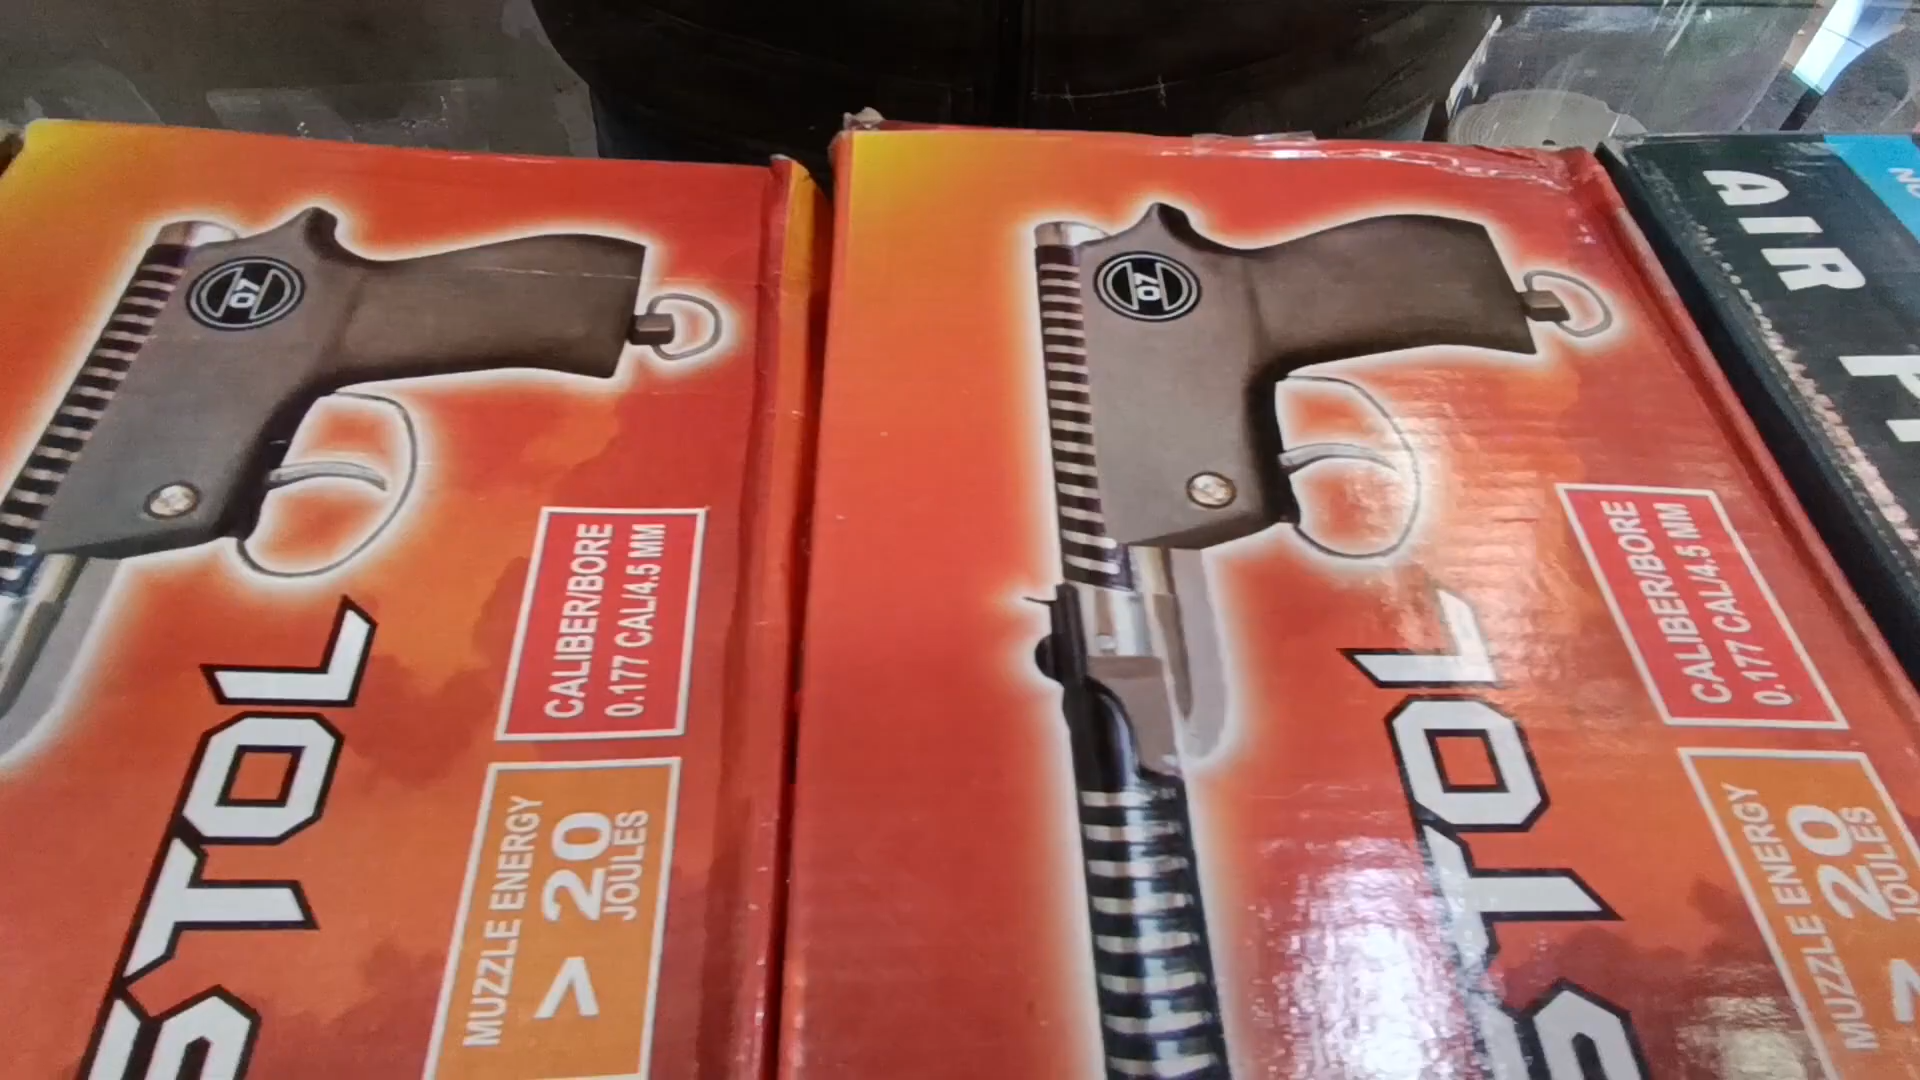 07
STOL
CALIBER/BORE
0.177 CAL/4.5 MM
MUZZLE ENERGY
> 20
JOULES
07
STOL
CALIBER/BORE
0.177 CAL/4.5 MM
MUZZLE ENERGY
> 20
JOULES
AIR